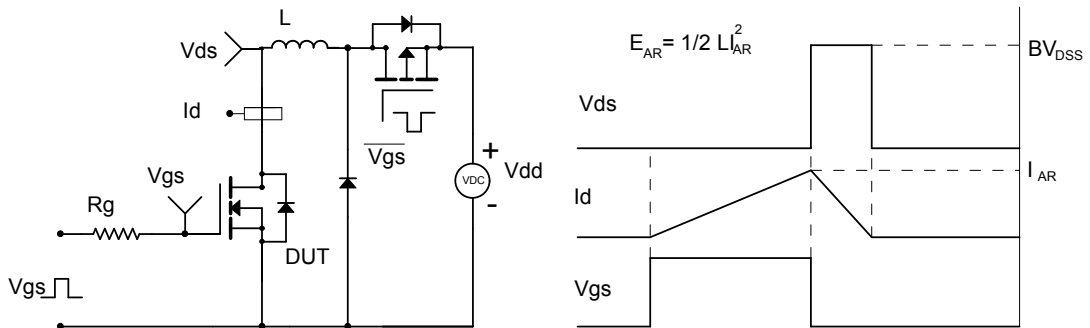 L
Vds
Id
Vgs
Rg
DUT
Vgs
Vgs
VDC
+
Vdd
-
E_AR = 1/2 LI_AR^2
BV_DSS
Vds
I_AR
Id
Vgs